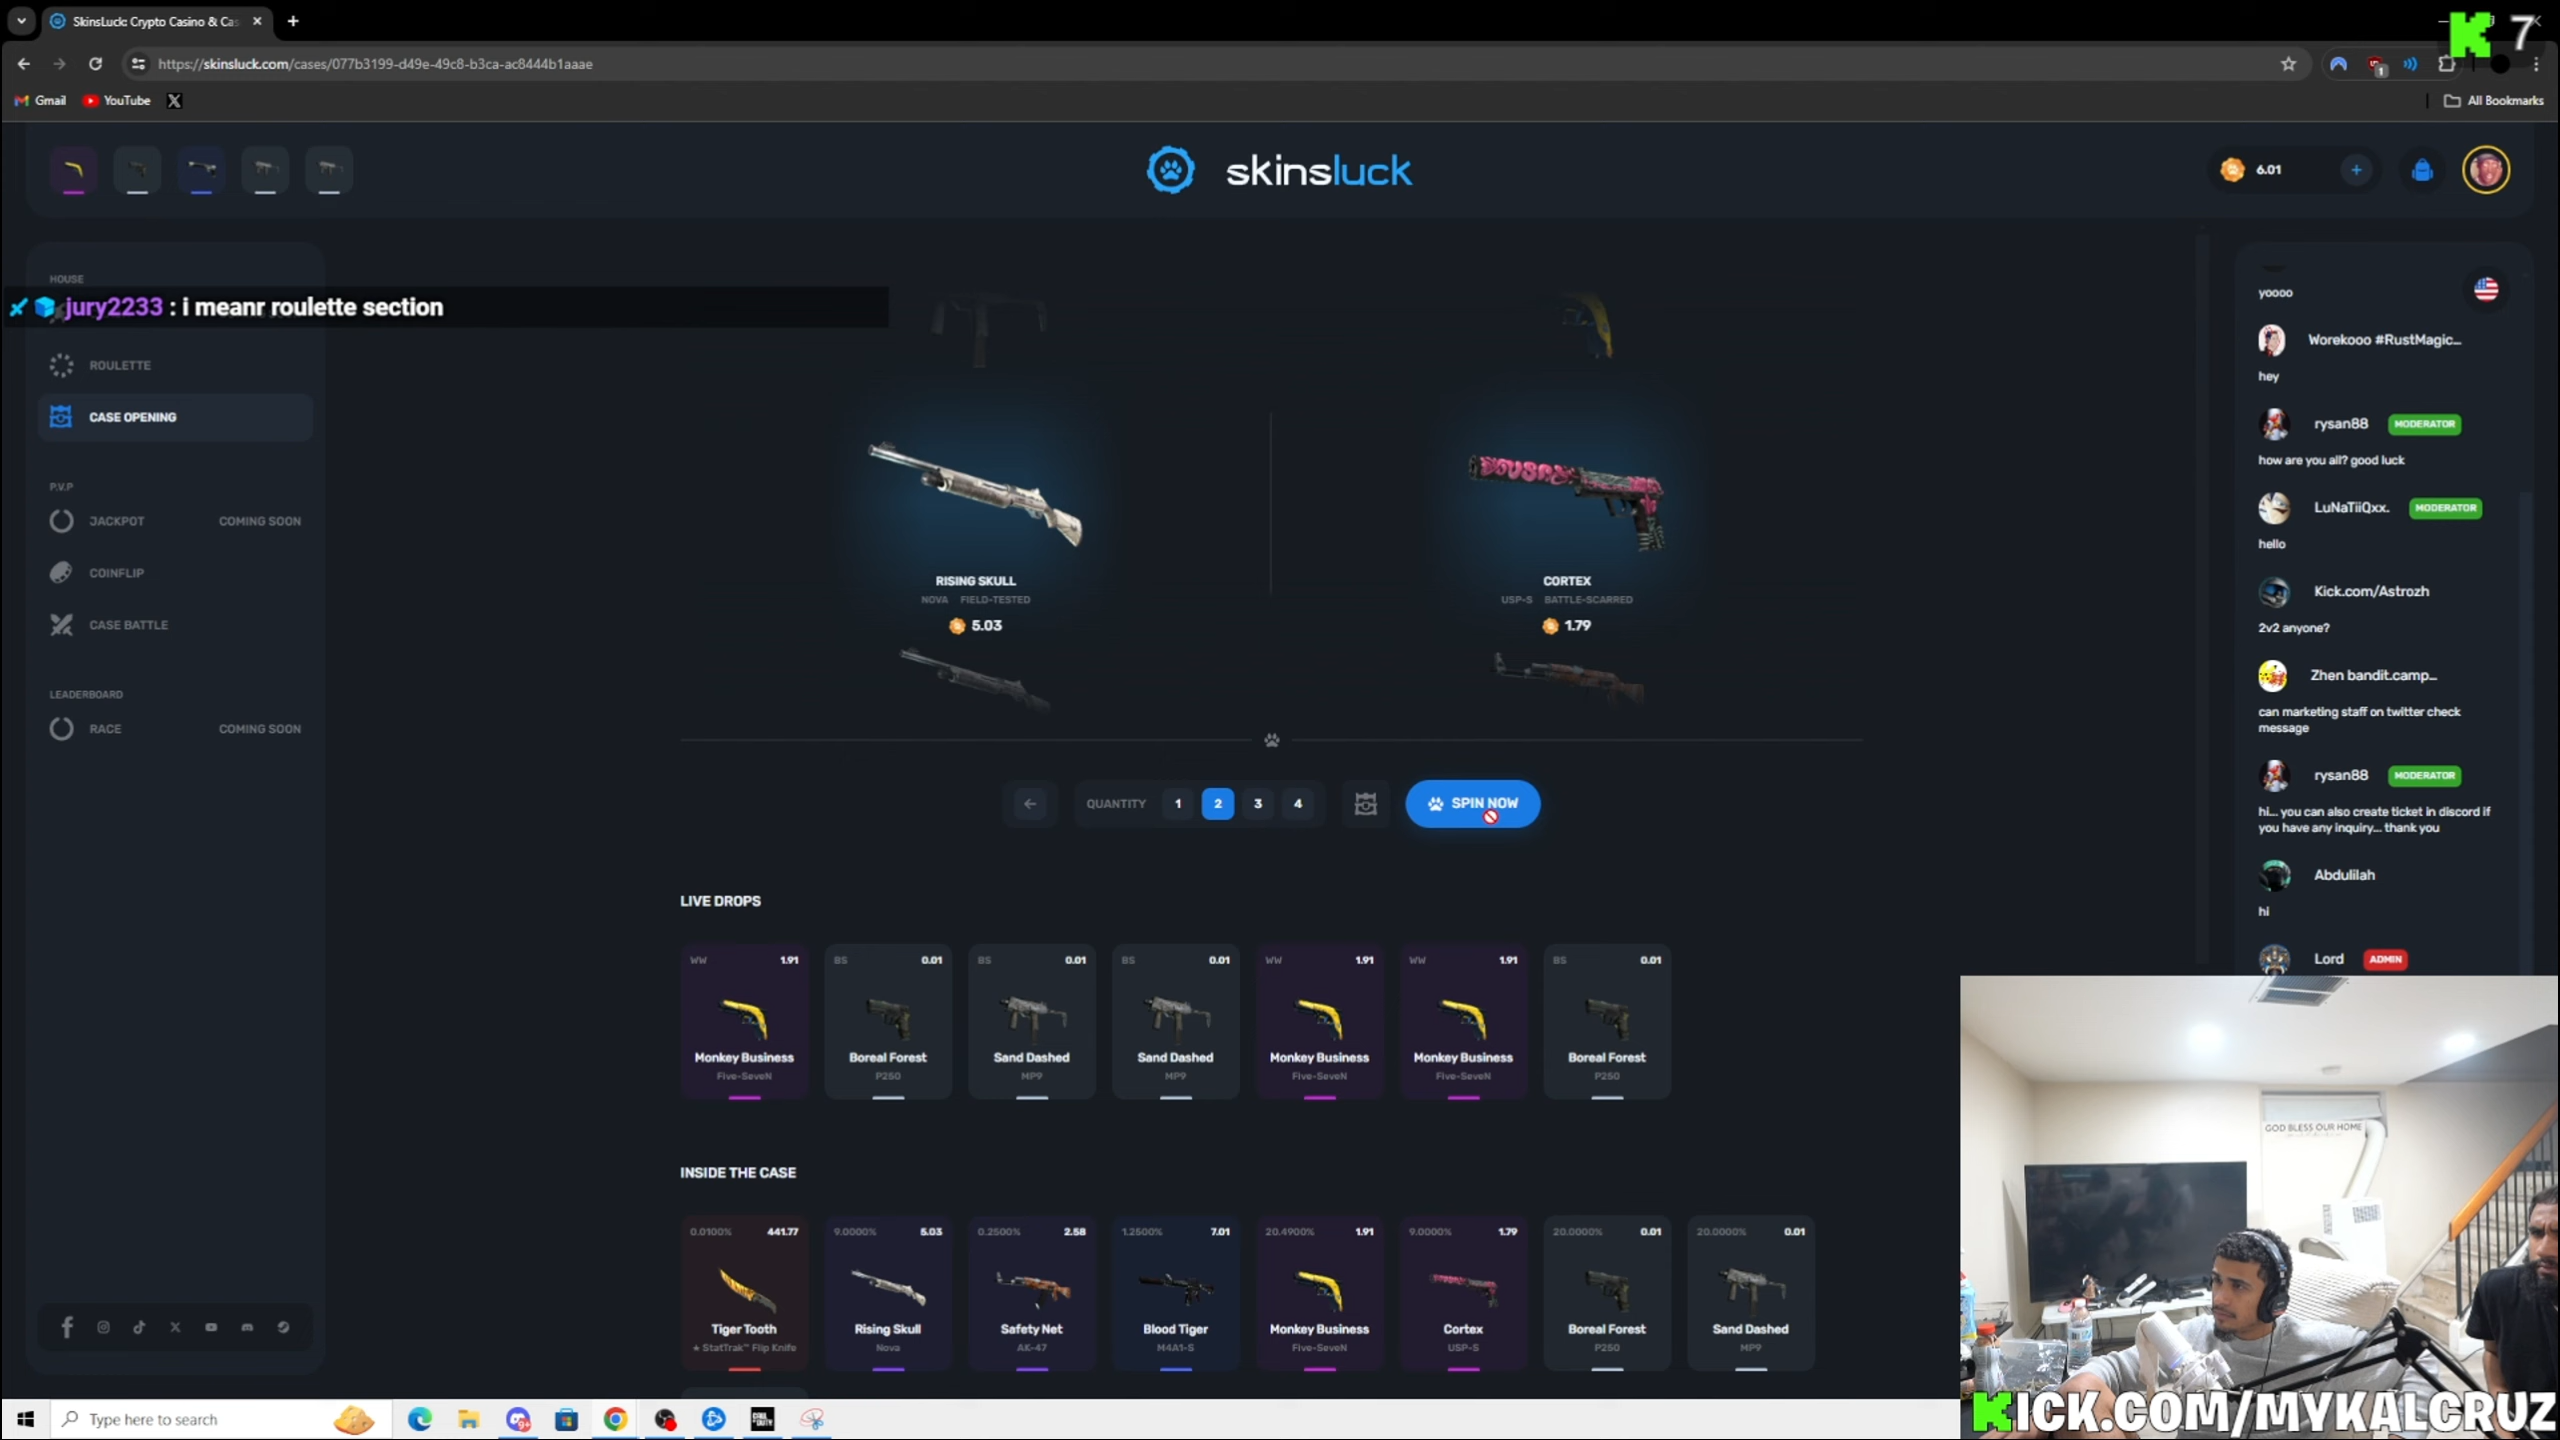 SkinsLuck: Crypto Casino & Ca
https://skinsluck.com/cases/077b3199-d49e-49c8-b3ca-ac8444b1aaae
Gmail
YouTube
All Bookmarks
7
skinsluck
6.01
HOUSE
jury2233 : i meanr roulette section
ROULETTE
CASE OPENING
P.V.P
JACKPOT COMING SOON
COINFLIP
CASE BATTLE
LEADERBOARD
RACE COMING SOON
RISING SKULL
NOVA FIELD-TESTED
5.03
CORTEX
USP-S BATTLE-SCARRED
1.79
QUANTITY 1 2 3 4
SPIN NOW
LIVE DROPS
WW 1.91
Monkey Business
Five-SeveN
BS 0.01
Boreal Forest
P250
BS 0.01
Sand Dashed
MP9
BS 0.01
Sand Dashed
MP9
WW 1.91
Monkey Business
Five-SeveN
WW 1.91
Monkey Business
Five-SeveN
BS 0.01
Boreal Forest
P250
INSIDE THE CASE
0.0100% 441.77
Tiger Tooth
★ StatTrak™ Flip Knife
9.0000% 5.03
Rising Skull
Nova
0.2500% 2.58
Safety Net
AK-47
1.2500% 7.01
Blood Tiger
M4A1-S
20.4900% 1.91
Monkey Business
Five-SeveN
9.0000% 1.79
Cortex
USP-S
20.0000% 0.01
Boreal Forest
P250
20.0000% 0.01
Sand Dashed
MP9
yoooo
Worekooo #RustMagic...
hey
rysan88 MODERATOR
how are you all? good luck
LuNaTiiQxx. MODERATOR
hello
Kick.com/Astrozh
2v2 anyone?
Zhen bandit.camp...
can marketing staff on twitter check
message
rysan88 MODERATOR
hi... you can also create ticket in discord if
you have any inquiry... thank you
Abdulilah
hi
Lord ADMIN
GOD BLESS OUR HOME
KICK.COM/MYKALCRUZ
Type here to search